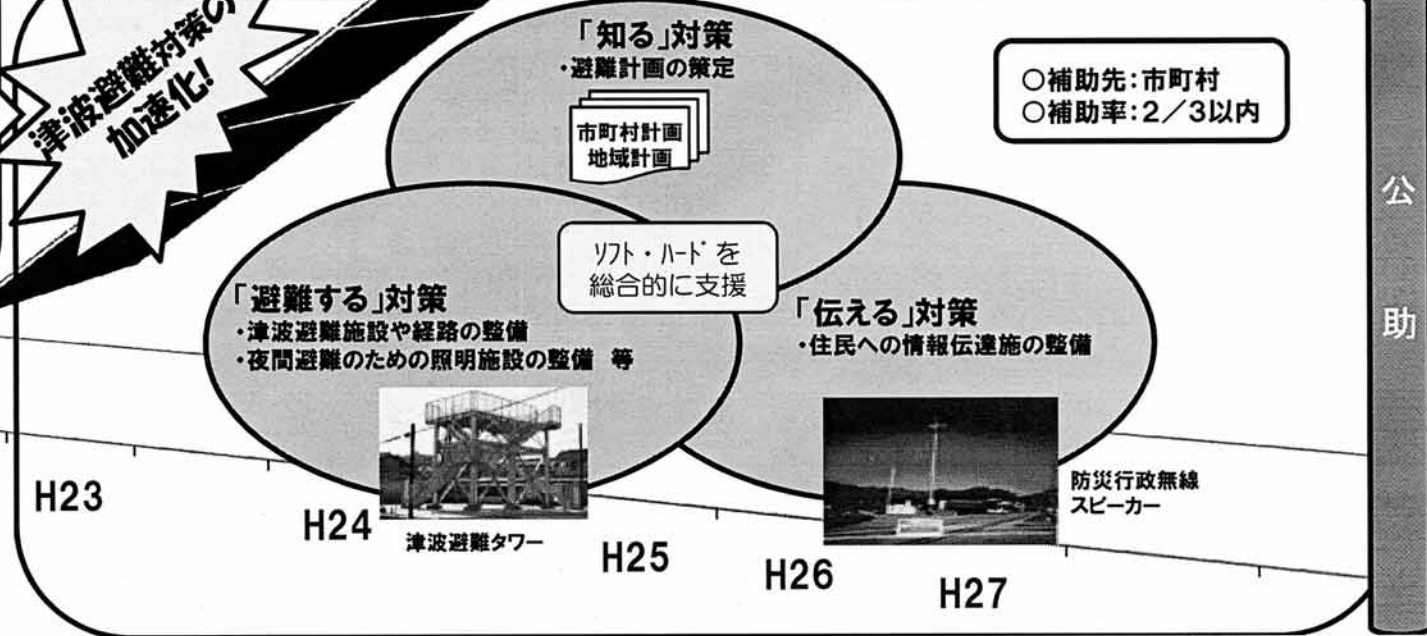 津波避難対策の
加速化!
「知る」対策
・避難計画の策定
市町村計画
地域計画
○補助先:市町村
○補助率:2/3以内
ソフト・ハードを
総合的に支援
「避難する」対策
・津波避難施設や経路の整備
・夜間避難のための照明施設の整備 等
「伝える」対策
・住民への情報伝達施の整備
津波避難タワー
防災行政無線
スピーカー
H23
H24
H25
H26
H27
公助